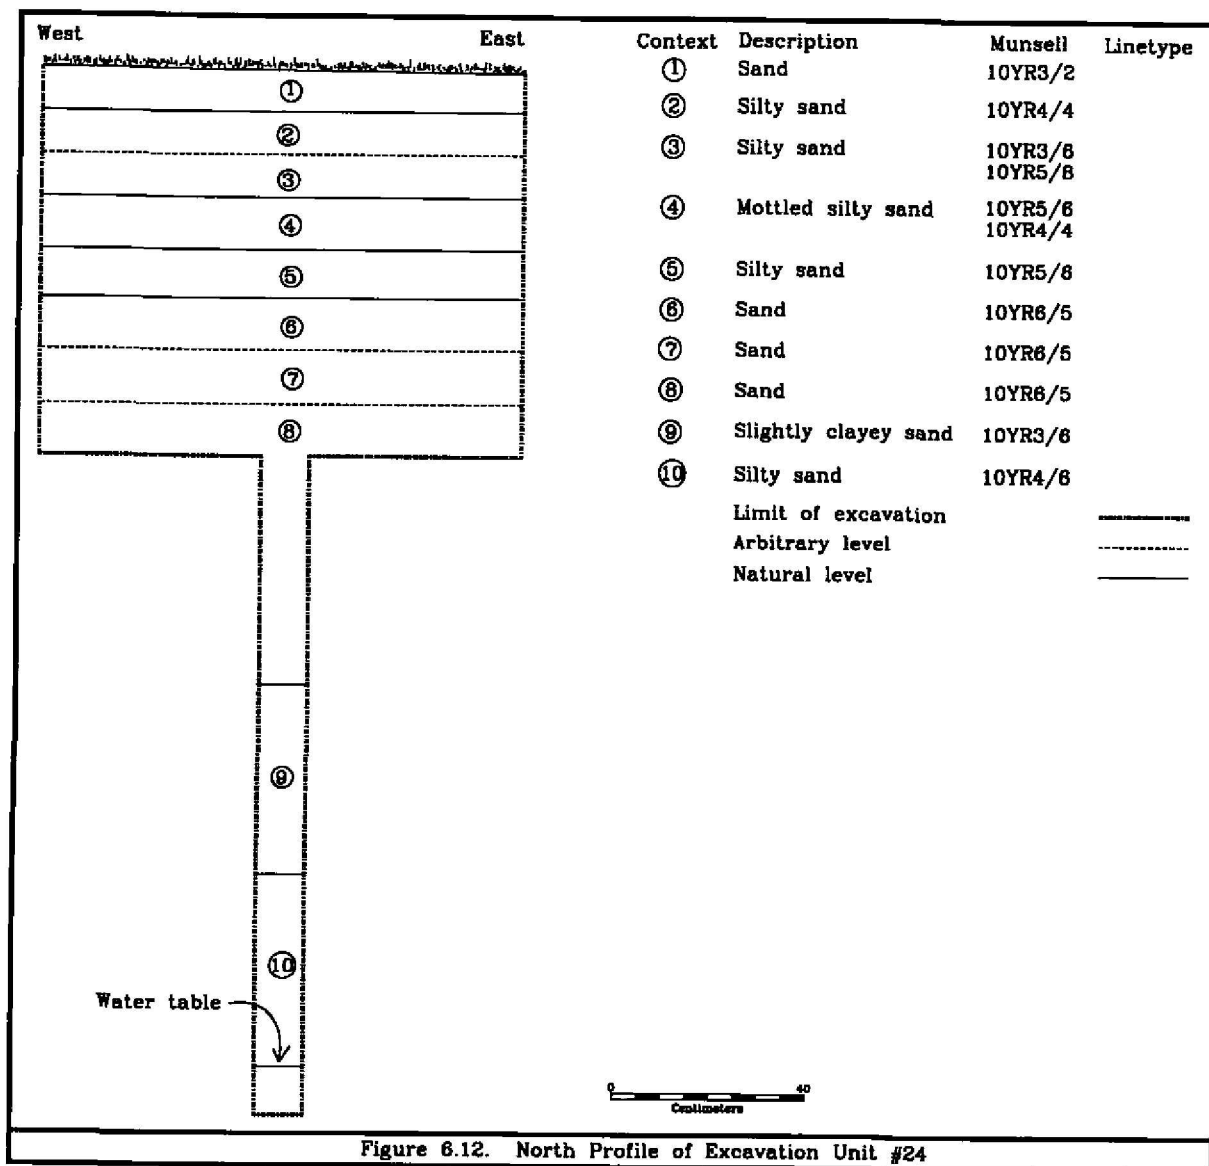 West East
Context Description Munsell Linetype
1 Sand 10YR3/2
2 Silty sand 10YR4/4
3 Silty sand 10YR3/6
10YR5/8
4 Mottled silty sand 10YR5/6
10YR4/4
5 Silty sand 10YR5/6
6 Sand 10YR6/5
7 Sand 10YR6/5
8 Sand 10YR6/5
9 Slightly clayey sand 10YR3/6
10 Silty sand 10YR4/6
Limit of excavation
Arbitrary level
Natural level
1
2
3
4
5
6
7
8
9
10
Water table
0 40
Centimeters
Figure 6.12. North Profile of Excavation Unit #24